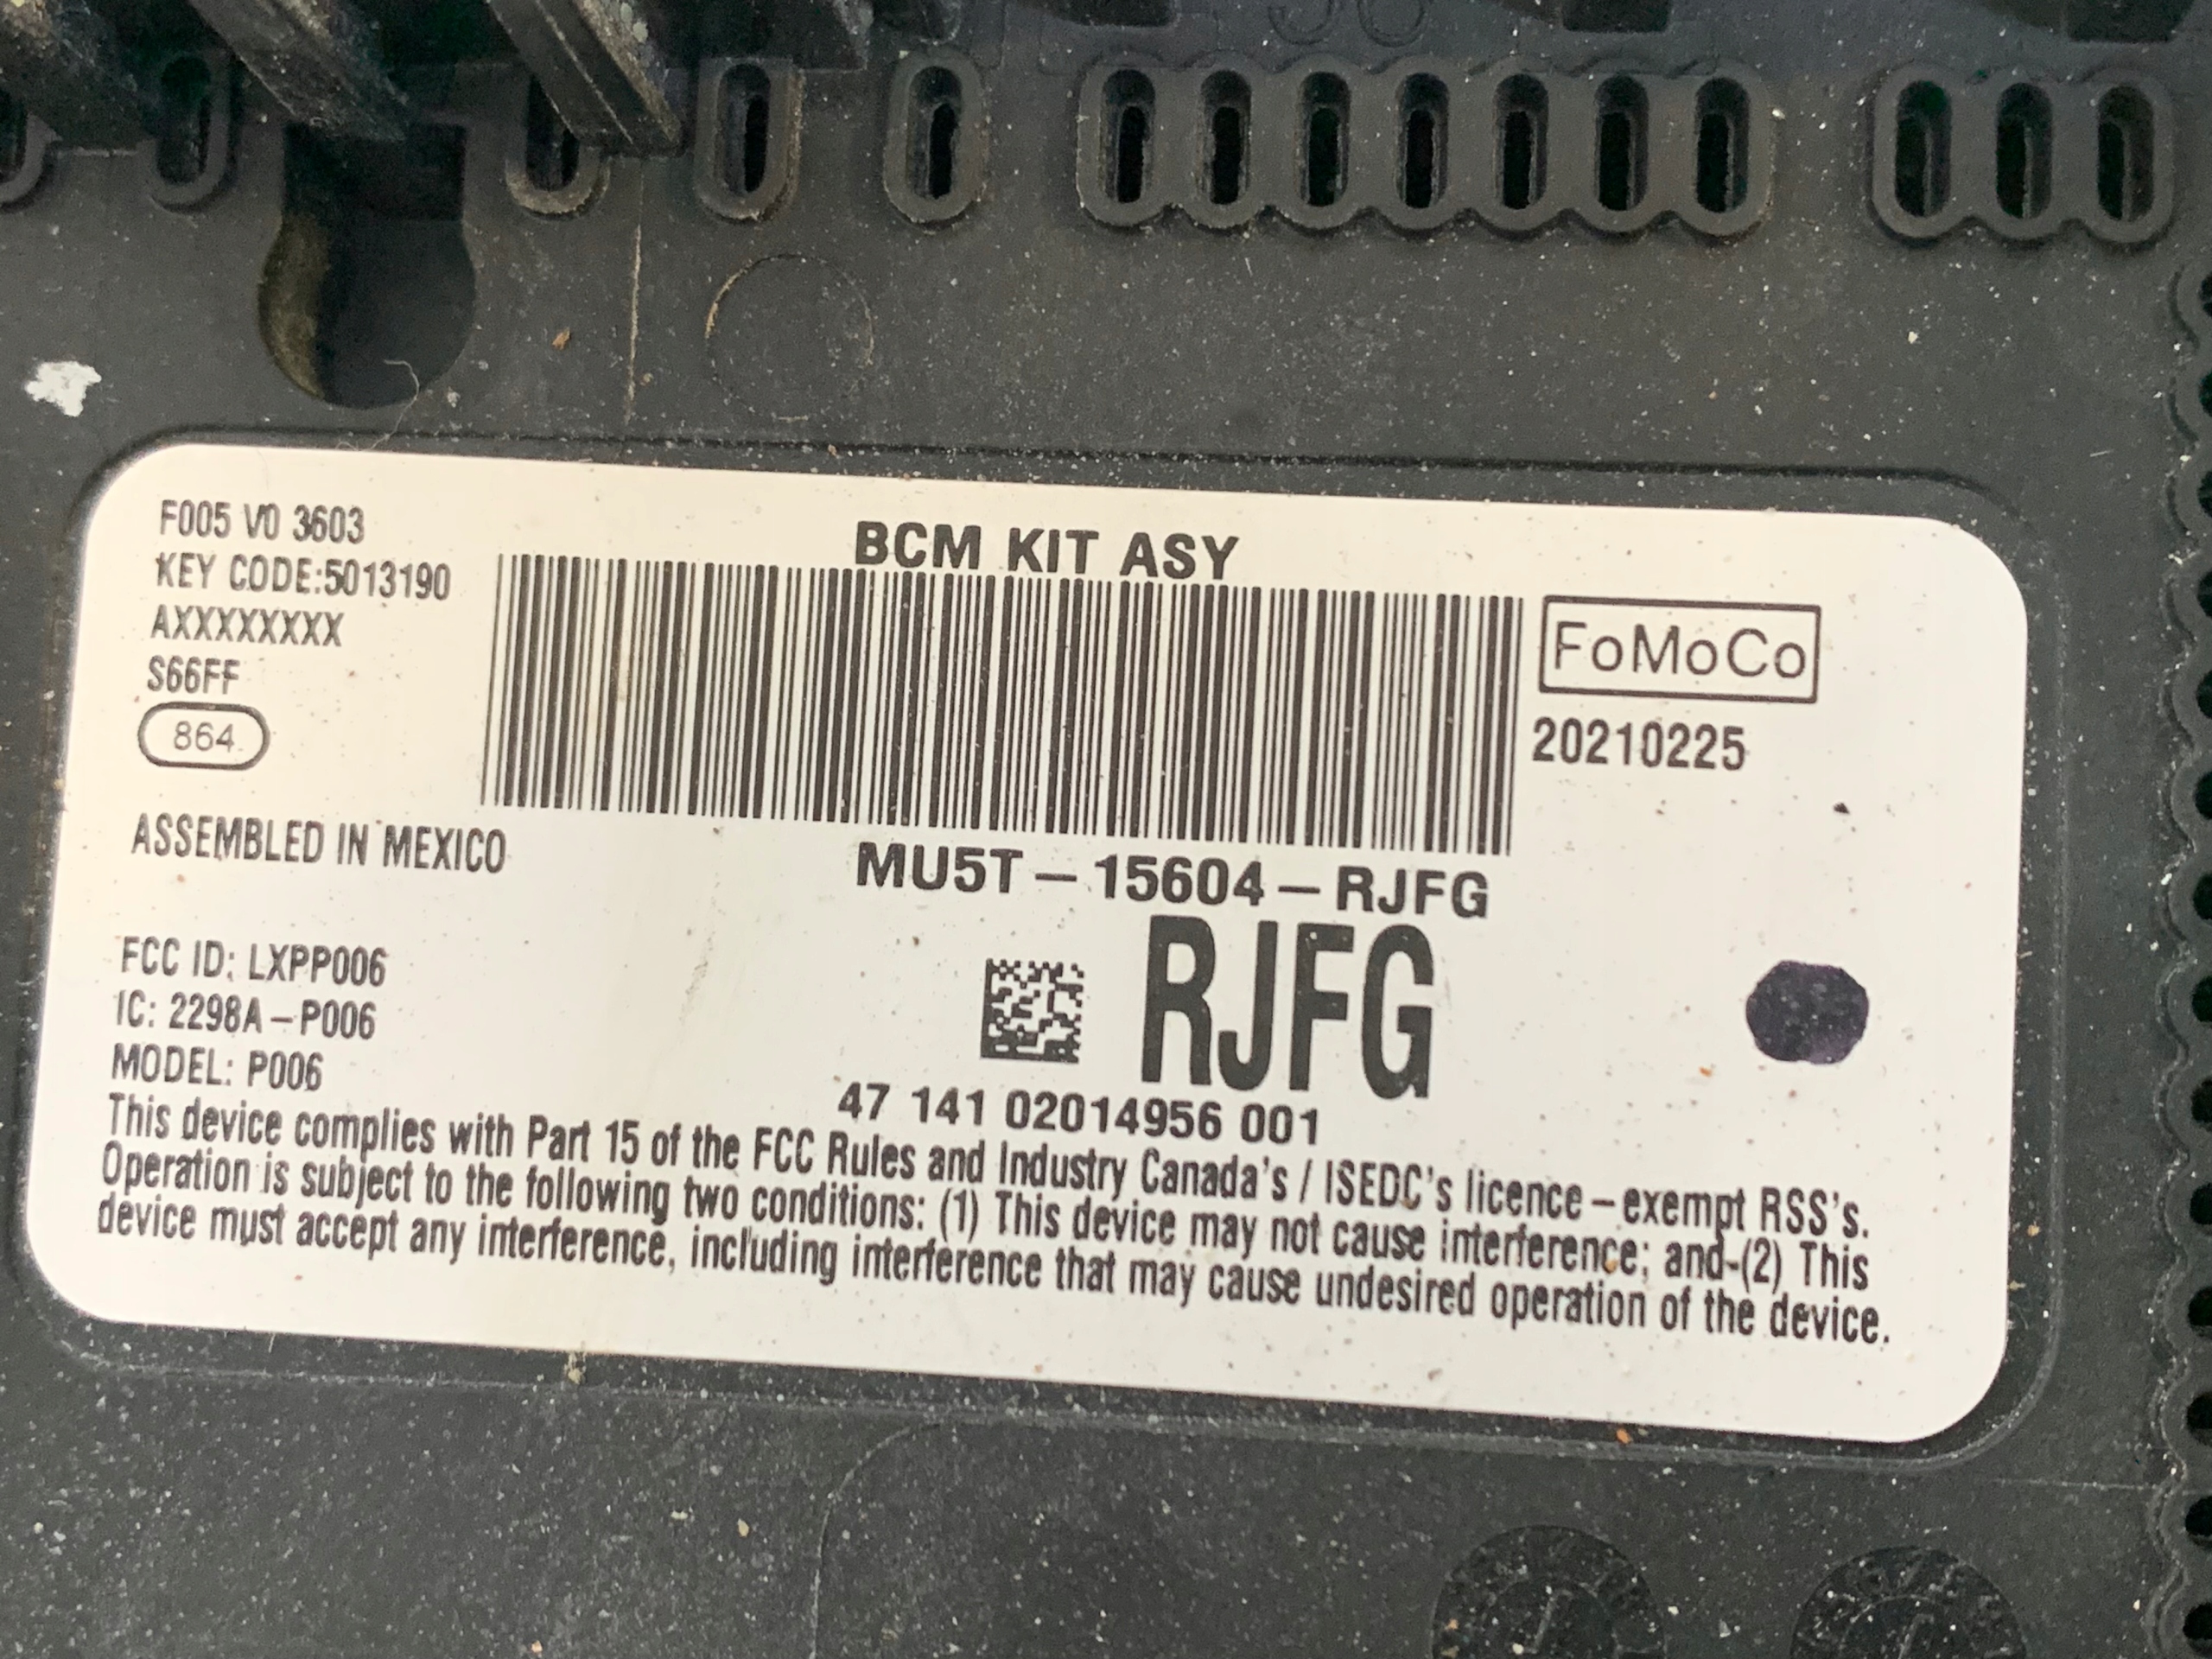 F005 V0 3603
KEY CODE:5013190
AXXXXXXXX
S66FF
864
BCM KIT ASY
FoMoCo
20210225
ASSEMBLED IN MEXICO
MU5T-15604-RJFG
RJFG
FCC ID: LXPP006
IC: 2298A-P006
MODEL: P006
47 141 02014956 001
This device complies with Part 15 of the FCC Rules and Industry Canada's / ISEDC's licence-exempt RSS's.
Operation is subject to the following two conditions: (1) This device may not cause interference; and-(2) This
device must accept any interference, including interference that may cause undesired operation of the device.